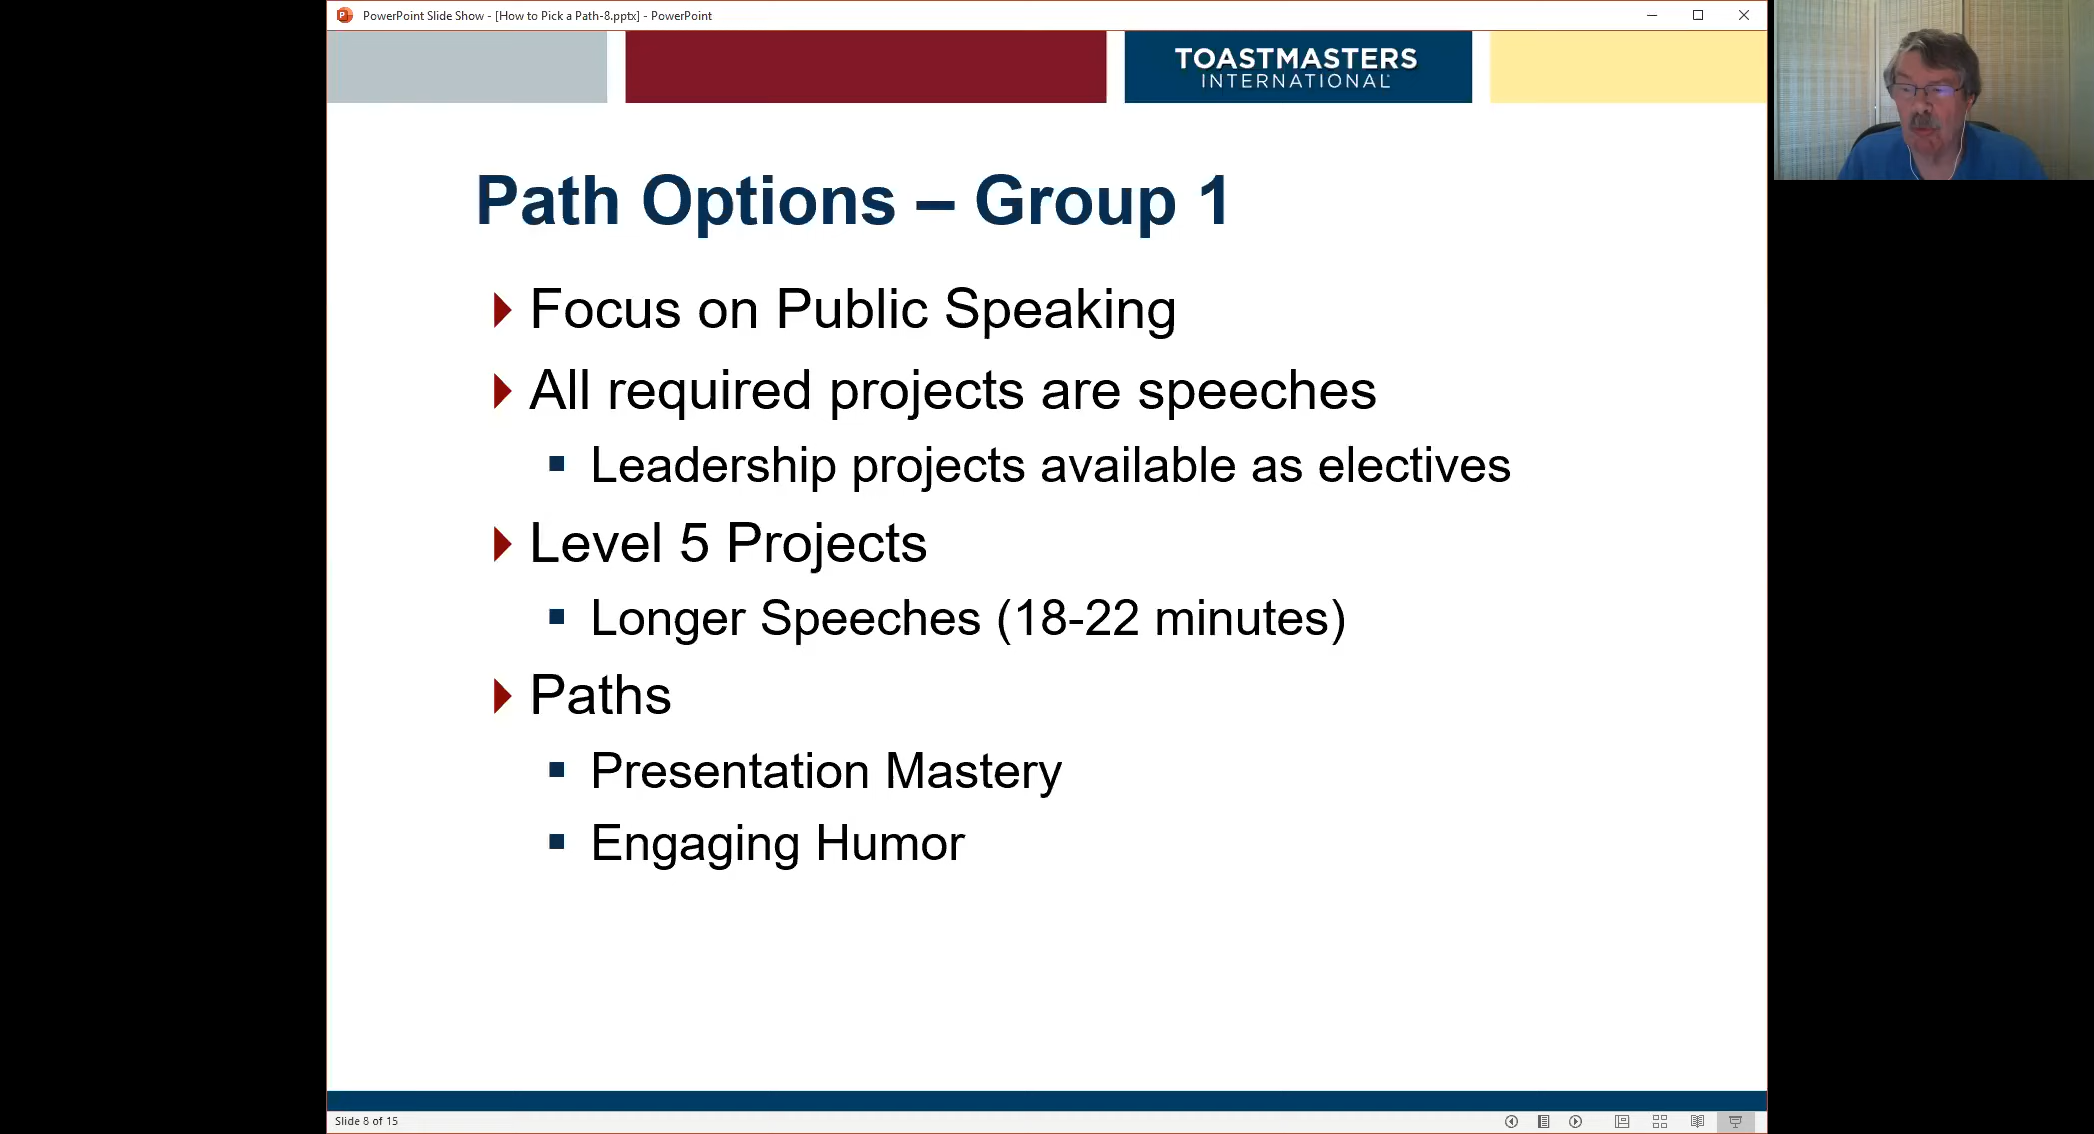 PowerPoint Slide Show - [How to Pick a Path-8.pptx] - PowerPoint
TOASTMASTERS
INTERNATIONAL
Path Options – Group 1
Focus on Public Speaking
All required projects are speeches
Leadership projects available as electives
Level 5 Projects
Longer Speeches (18-22 minutes)
Paths
Presentation Mastery
Engaging Humor
Slide 8 of 15